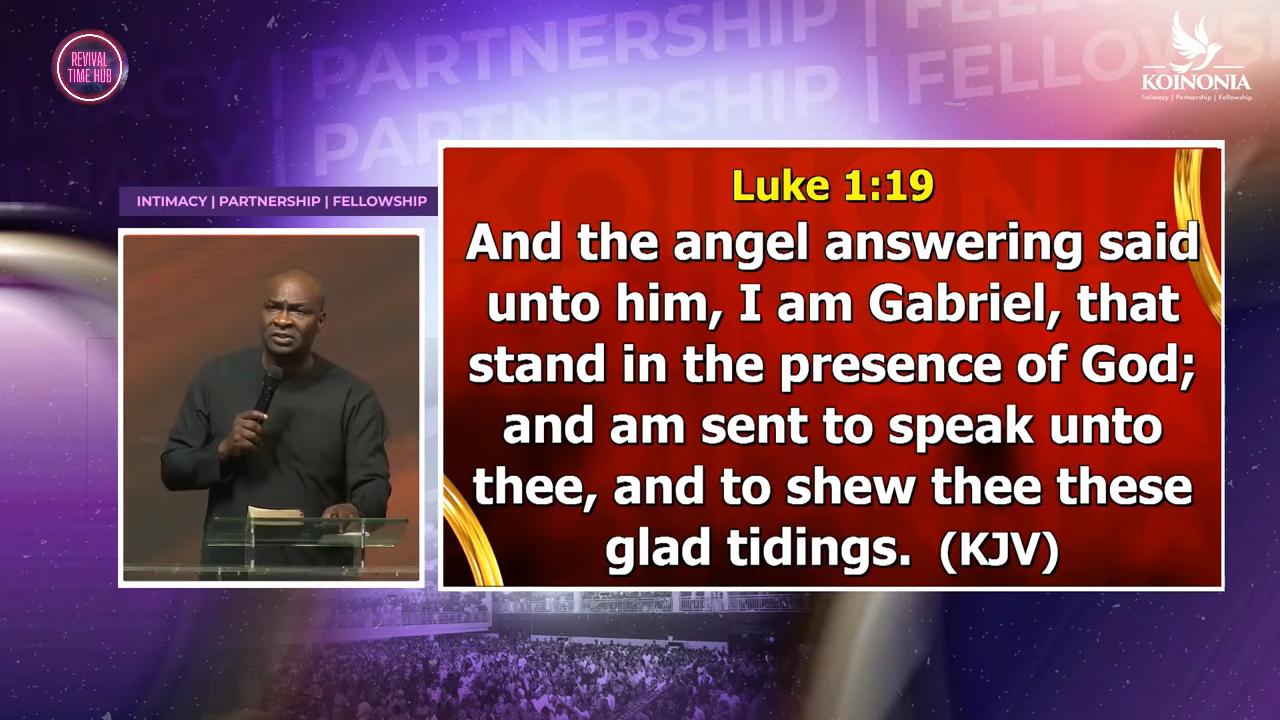 PARTNERSHIP | FELLOWSHIP
PARTNERSHIP | FELLOWSHIP
REVIVAL
TIME HUB
KOINONIA
Intimacy | Partnership | Fellowship
INTIMACY | PARTNERSHIP | FELLOWSHIP
Luke 1:19
And the angel answering said
unto him, I am Gabriel, that
stand in the presence of God;
and am sent to speak unto
thee, and to shew thee these
glad tidings. (KJV)